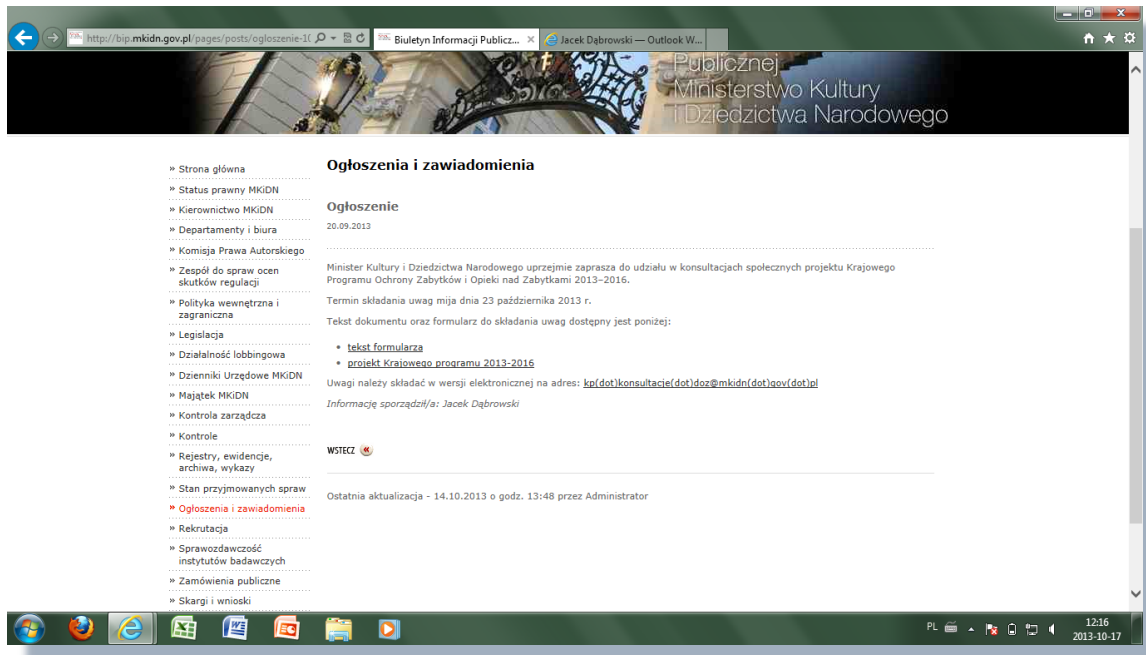 http://bip.mkidn.gov.pl/pages/posts/ogloszenie-1(
Biuletyn Informacji Publicz...
Jacek Dąbrowski — Outlook W...
Publicznej
Ministerstwo Kultury
i Dziedzictwa Narodowego
» Strona główna
» Status prawny MKiDN
» Kierownictwo MKiDN
» Departamenty i biura
» Komisja Prawa Autorskiego
» Zespół do spraw ocen
skutków regulacji
» Polityka wewnętrzna i
zagraniczna
» Legislacja
» Działalność lobbingowa
» Dzienniki Urzędowe MKiDN
» Majątek MKiDN
» Kontrola zarządcza
» Kontrole
» Rejestry, ewidencje,
archiwa, wykazy
» Stan przyjmowanych spraw
» Ogłoszenia i zawiadomienia
» Rekrutacja
» Sprawozdawczość
instytutów badawczych
» Zamówienia publiczne
» Skargi i wnioski
Ogłoszenia i zawiadomienia
Ogłoszenie
20.09.2013
Minister Kultury i Dziedzictwa Narodowego uprzejmie zaprasza do udziału w konsultacjach społecznych projektu Krajowego
Programu Ochrony Zabytków i Opieki nad Zabytkami 2013–2016.
Termin składania uwag mija dnia 23 października 2013 r.
Tekst dokumentu oraz formularz do składania uwag dostępny jest poniżej:
• tekst formularza
• projekt Krajowego programu 2013-2016
Uwagi należy składać w wersji elektronicznej na adres: kp(dot)konsultacje(dot)doz@mkidn(dot)gov(dot)pl
Informację sporządził/a: Jacek Dąbrowski
WSTECZ
Ostatnia aktualizacja - 14.10.2013 o godz. 13:48 przez Administrator
PL
12:16
2013-10-17